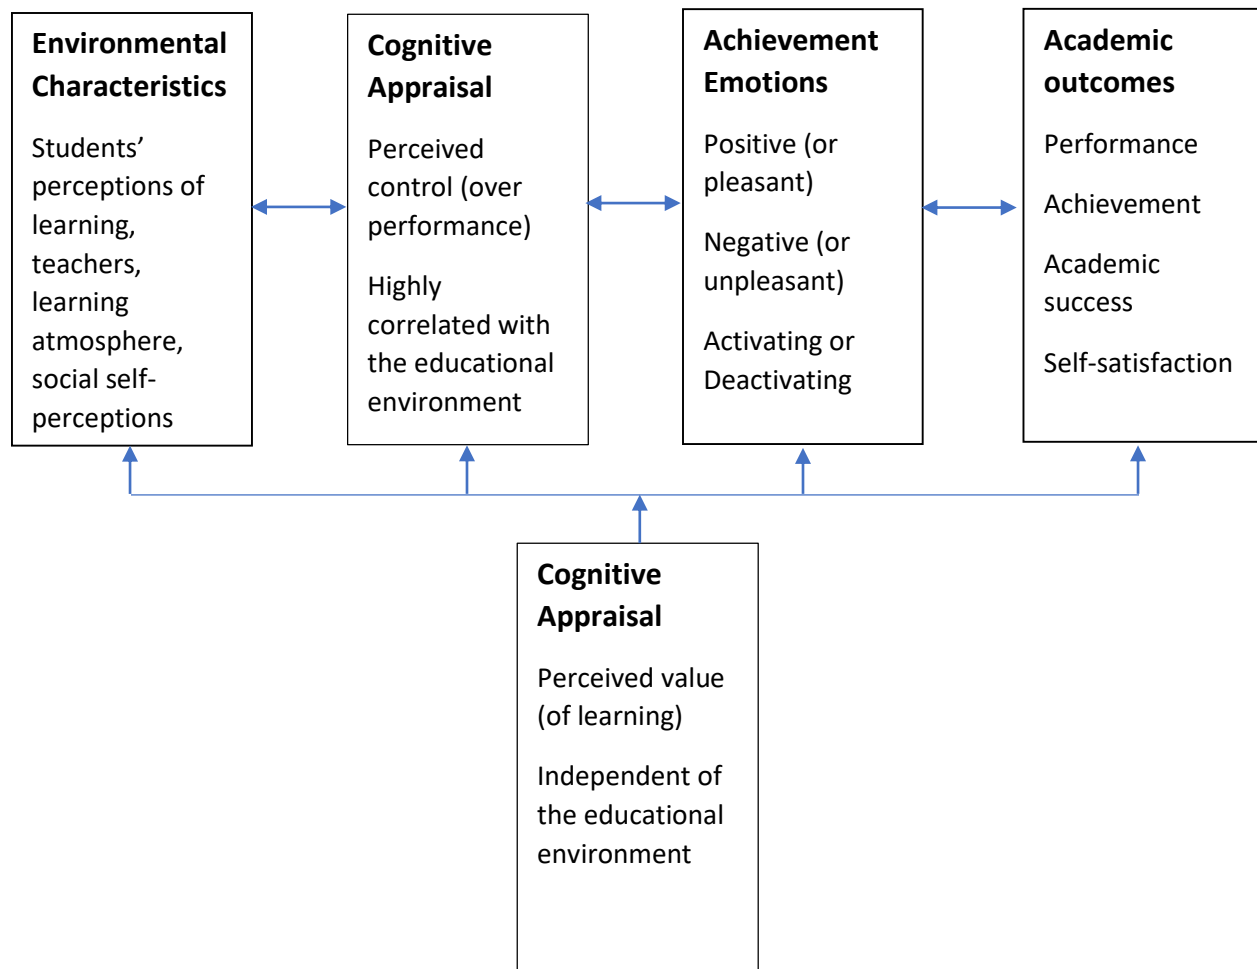 Environmental
Characteristics
Students’
perceptions of
learning,
teachers,
learning
atmosphere,
social self-
perceptions
Cognitive
Appraisal
Perceived
control (over
performance)
Highly
correlated with
the educational
environment
Achievement
Emotions
Positive (or
pleasant)
Negative (or
unpleasant)
Activating or
Deactivating
Academic
outcomes
Performance
Achievement
Academic
success
Self-satisfaction
Cognitive
Appraisal
Perceived value
(of learning)
Independent of
the educational
environment